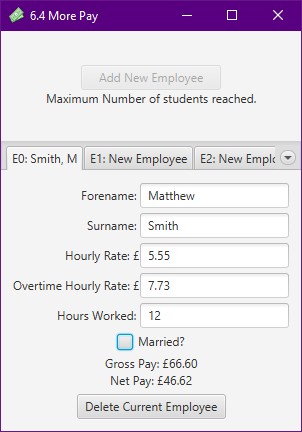 6.4 More Pay
Add New Employee
Maximum Number of students reached.
E0: Smith, M E1: New Employee E2: New Emplo
Forename: Matthew
Surname: Smith
Hourly Rate: £ 5.55
Overtime Hourly Rate: £ 7.73
Hours Worked: 12
Married?
Gross Pay: £66.60
Net Pay: £46.62
Delete Current Employee